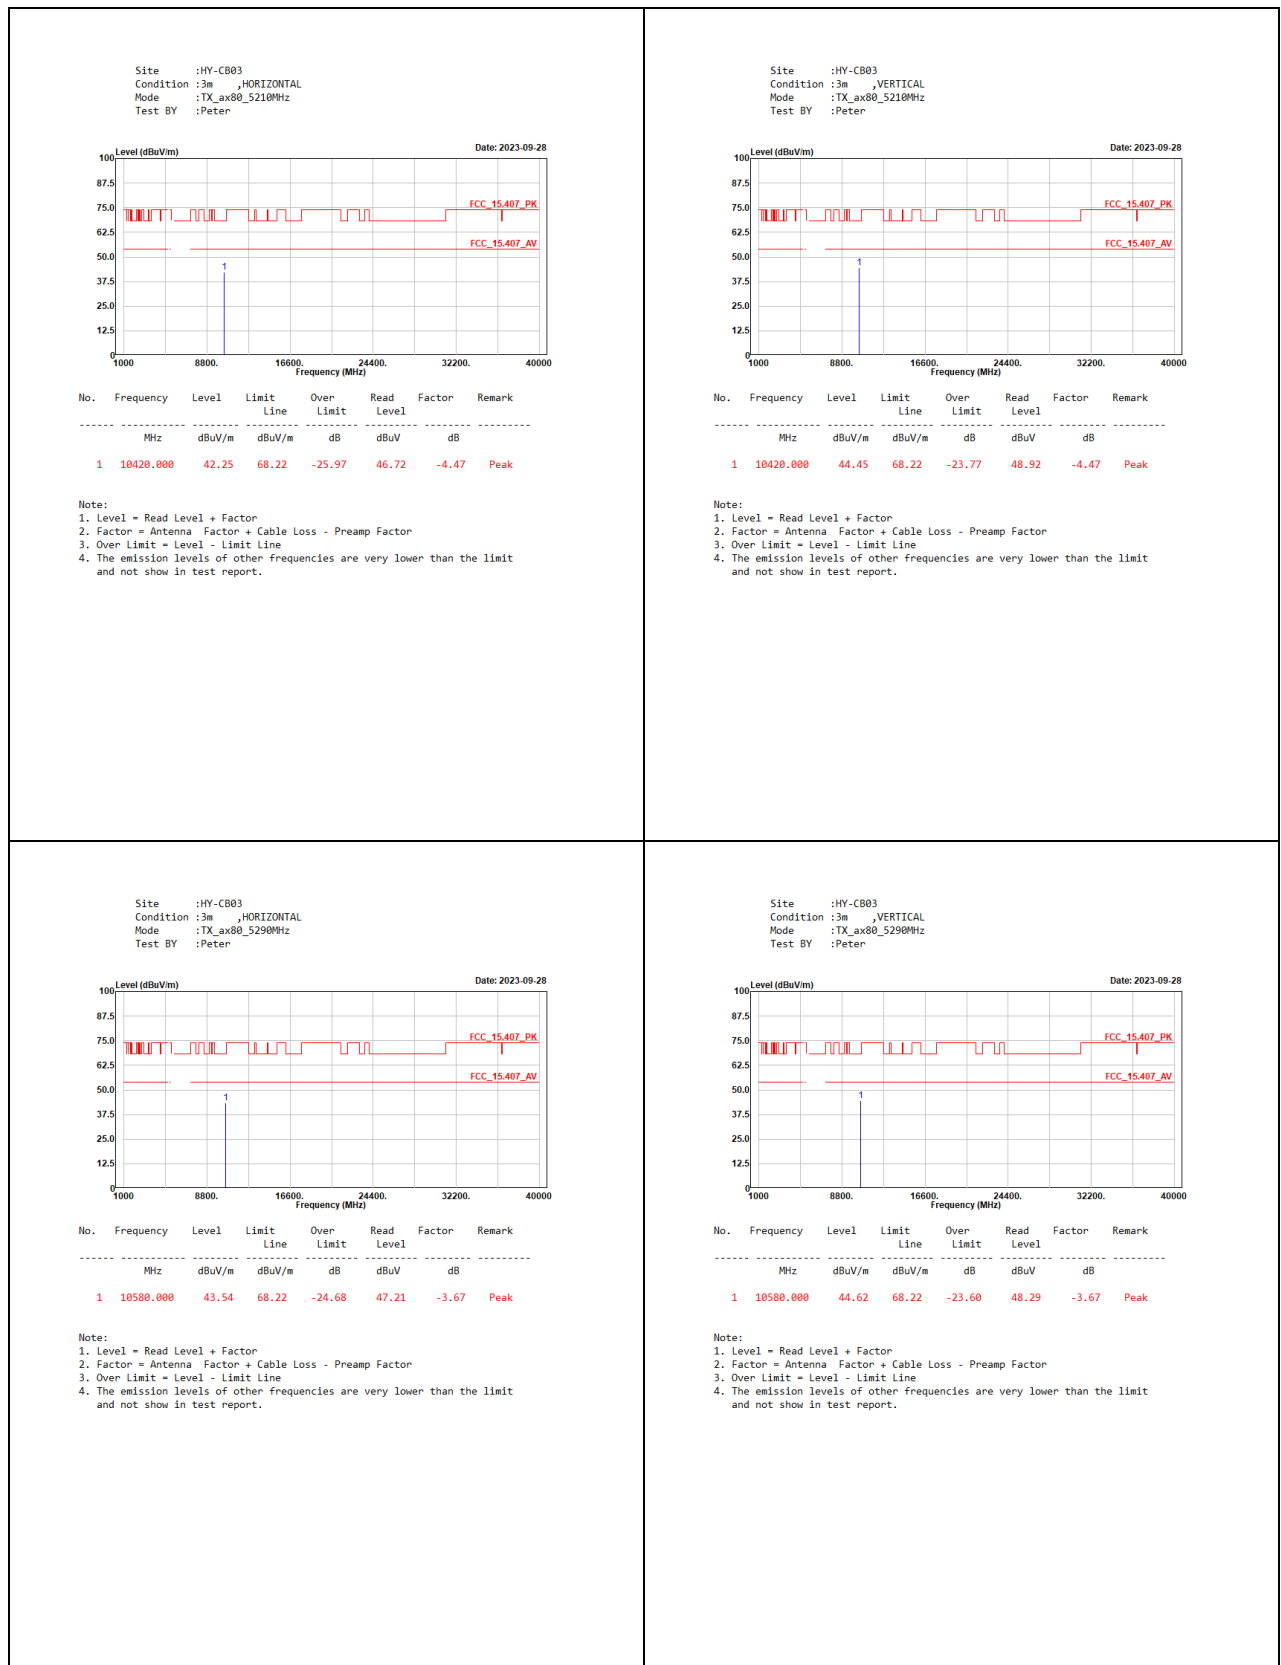 Site :HY-CB03
Condition :3m ,HORIZONTAL
Mode :TX_ax80_5210MHz
Test BY :Peter
Level (dBuV/m) Date: 2023-09-28
100
87.5
75.0
FCC_15.407_PK
62.5
FCC_15.407_AV
50.0
1
37.5
25.0
12.5
0
1000 8800. 16600. 24400. 32200. 40000
Frequency (MHz)
No. Frequency Level Limit Over Read Factor Remark
Line Limit Level
------ ----------- -------- -------- --------- --------- -------- ---------
MHz dBuV/m dBuV/m dB dBuV dB
1 10420.000 42.25 68.22 -25.97 46.72 -4.47 Peak
Note:
1. Level = Read Level + Factor
2. Factor = Antenna Factor + Cable Loss - Preamp Factor
3. Over Limit = Level - Limit Line
4. The emission levels of other frequencies are very lower than the limit
and not show in test report.
Site :HY-CB03
Condition :3m ,VERTICAL
Mode :TX_ax80_5210MHz
Test BY :Peter
Level (dBuV/m) Date: 2023-09-28
100
87.5
75.0
FCC_15.407_PK
62.5
FCC_15.407_AV
50.0
1
37.5
25.0
12.5
0
1000 8800. 16600. 24400. 32200. 40000
Frequency (MHz)
No. Frequency Level Limit Over Read Factor Remark
Line Limit Level
------ ----------- -------- -------- --------- --------- -------- ---------
MHz dBuV/m dBuV/m dB dBuV dB
1 10420.000 44.45 68.22 -23.77 48.92 -4.47 Peak
Note:
1. Level = Read Level + Factor
2. Factor = Antenna Factor + Cable Loss - Preamp Factor
3. Over Limit = Level - Limit Line
4. The emission levels of other frequencies are very lower than the limit
and not show in test report.
Site :HY-CB03
Condition :3m ,HORIZONTAL
Mode :TX_ax80_5290MHz
Test BY :Peter
Level (dBuV/m) Date: 2023-09-28
100
87.5
75.0
FCC_15.407_PK
62.5
FCC_15.407_AV
50.0
1
37.5
25.0
12.5
0
1000 8800. 16600. 24400. 32200. 40000
Frequency (MHz)
No. Frequency Level Limit Over Read Factor Remark
Line Limit Level
------ ----------- -------- -------- --------- --------- -------- ---------
MHz dBuV/m dBuV/m dB dBuV dB
1 10580.000 43.54 68.22 -24.68 47.21 -3.67 Peak
Note:
1. Level = Read Level + Factor
2. Factor = Antenna Factor + Cable Loss - Preamp Factor
3. Over Limit = Level - Limit Line
4. The emission levels of other frequencies are very lower than the limit
and not show in test report.
Site :HY-CB03
Condition :3m ,VERTICAL
Mode :TX_ax80_5290MHz
Test BY :Peter
Level (dBuV/m) Date: 2023-09-28
100
87.5
75.0
FCC_15.407_PK
62.5
FCC_15.407_AV
50.0
1
37.5
25.0
12.5
0
1000 8800. 16600. 24400. 32200. 40000
Frequency (MHz)
No. Frequency Level Limit Over Read Factor Remark
Line Limit Level
------ ----------- -------- -------- --------- --------- -------- ---------
MHz dBuV/m dBuV/m dB dBuV dB
1 10580.000 44.62 68.22 -23.60 48.29 -3.67 Peak
Note:
1. Level = Read Level + Factor
2. Factor = Antenna Factor + Cable Loss - Preamp Factor
3. Over Limit = Level - Limit Line
4. The emission levels of other frequencies are very lower than the limit
and not show in test report.